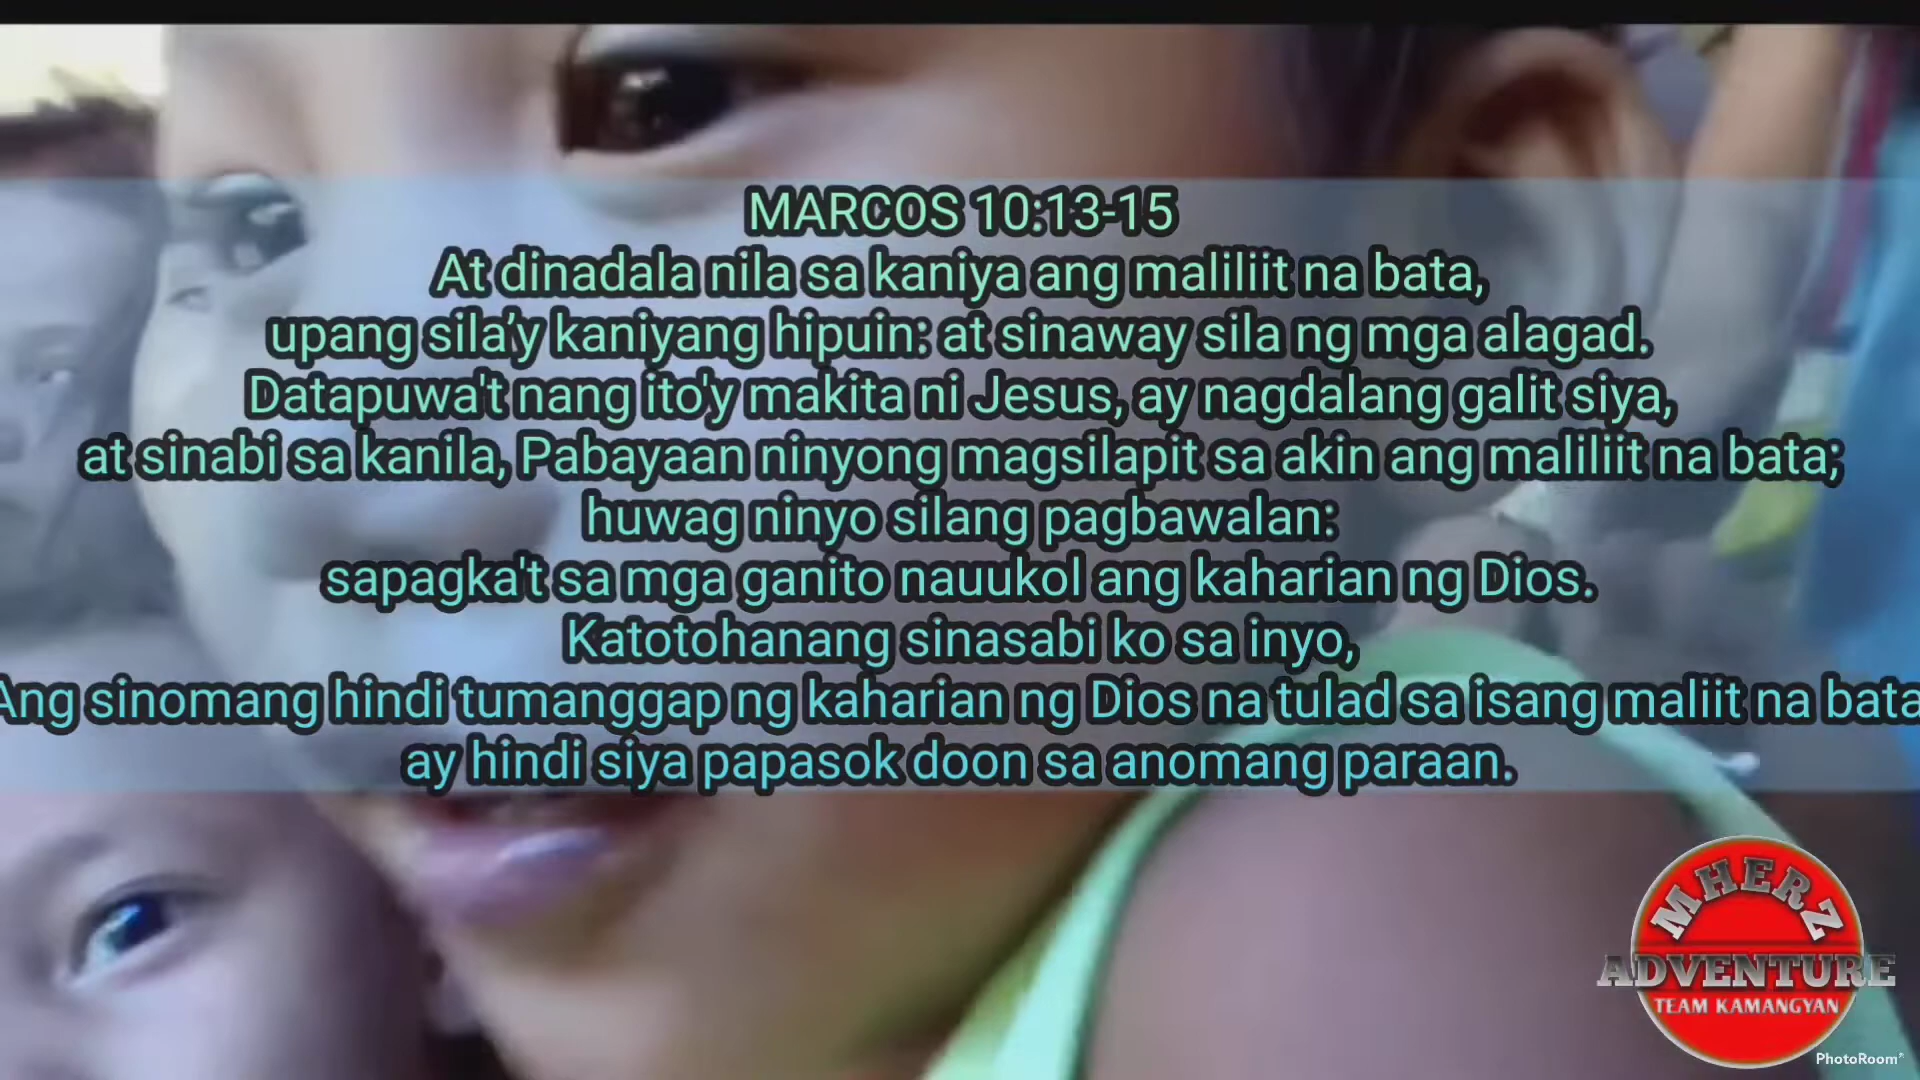 MARCOS 10:13-15
At dinadala nila sa kaniya ang maliliit na bata,
upang sila’y kaniyang hipuin: at sinaway sila ng mga alagad.
Datapuwa't nang ito'y makita ni Jesus, ay nagdalang galit siya,
at sinabi sa kanila, Pabayaan ninyong magsilapit sa akin ang maliliit na bata;
huwag ninyo silang pagbawalan:
sapagka't sa mga ganito nauukol ang kaharian ng Dios.
Katotohanang sinasabi ko sa inyo,
Ang sinomang hindi tumanggap ng kaharian ng Dios na tulad sa isang maliit na bata
ay hindi siya papasok doon sa anomang paraan.
MHERZ
ADVENTURE
TEAM KAMANGYAN
PhotoRoom